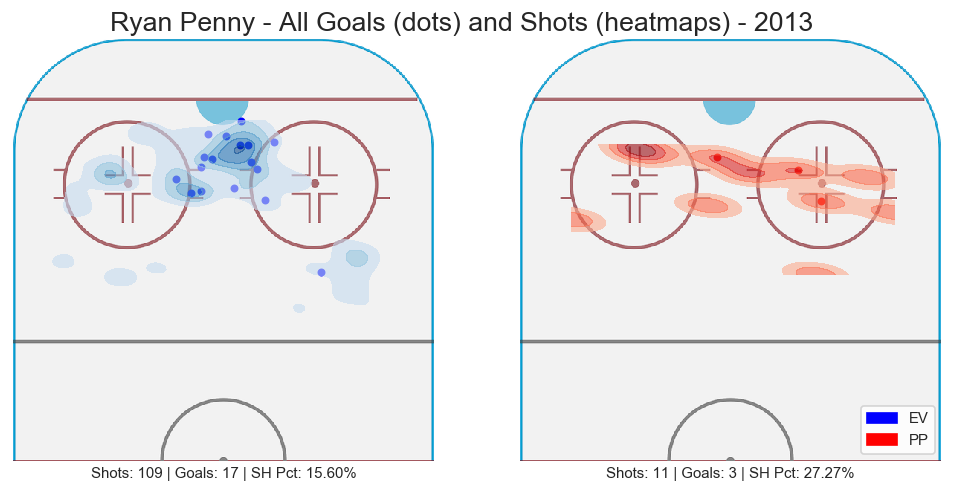 Ryan Penny - All Goals (dots) and Shots (heatmaps) - 2013
EV
PP
Shots: 109 | Goals: 17 | SH Pct: 15.60%
Shots: 11 | Goals: 3 | SH Pct: 27.27%